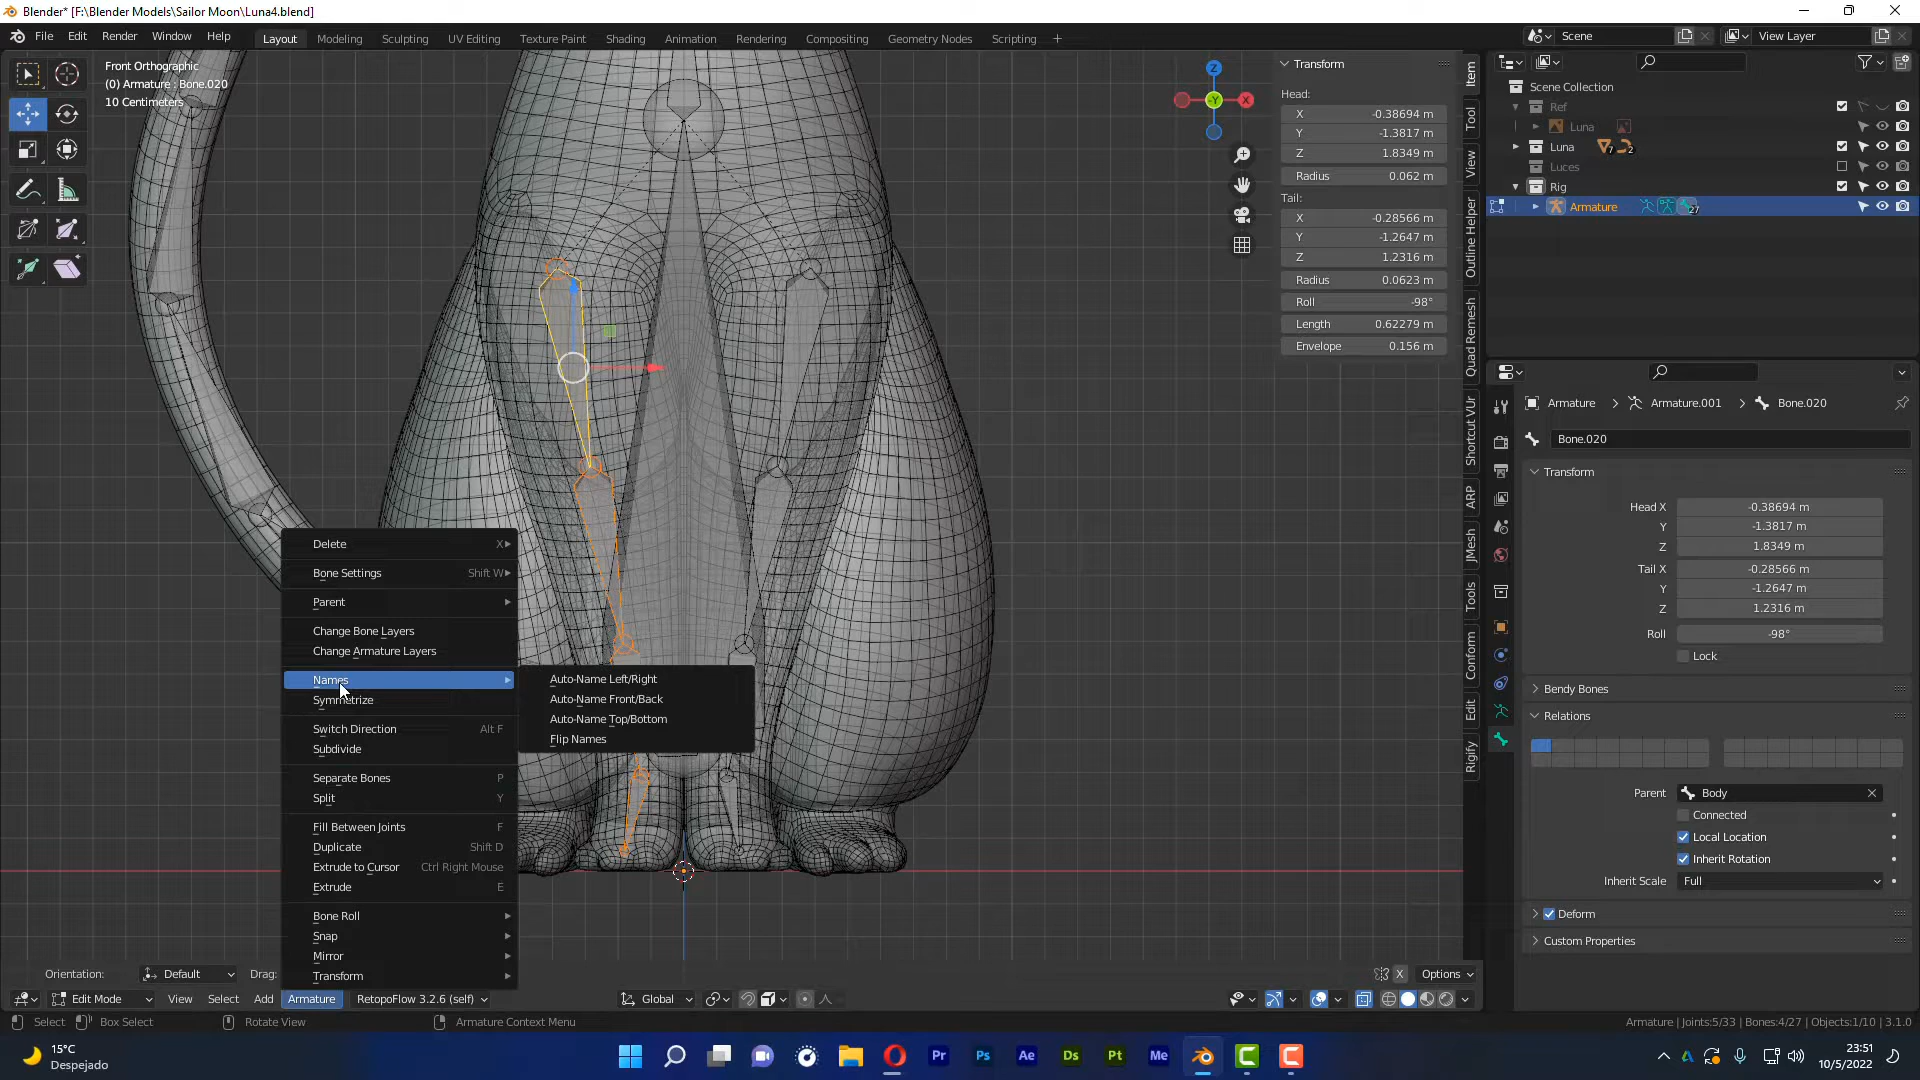 Blender* [F:\Blender Models\Sailor Moon\Luna4.blend]
File Edit Render Window Help
Layout Modeling Sculpting UV Editing Texture Paint Shading Animation Rendering Compositing Geometry Nodes Scripting +
Scene
View Layer
Front Orthographic
(0) Armature : Bone.020
10 Centimeters
Z
Y
X
Transform
Head:
X -0.38694 m
Y -1.3817 m
Z 1.8349 m
Radius 0.062 m
Tail:
X -0.28566 m
Y -1.2647 m
Z 1.2316 m
Radius 0.0623 m
Roll -98°
Length 0.62279 m
Envelope 0.156 m
Item
Tool
View
Outline Helper
Quad Remesh
Shortcut VUr
ARP
JMesh
Tools
Conform
Edit
Rigify
Scene Collection
Ref
Luna
Luna 7 2
Luces
Rig
Armature 27
Armature > Armature.001 > Bone.020
Bone.020
Transform
Head X -0.38694 m
Y -1.3817 m
Z 1.8349 m
Tail X -0.28566 m
Y -1.2647 m
Z 1.2316 m
Roll -98°
Lock
Bendy Bones
Relations
Parent Body
Connected
Local Location
Inherit Rotation
Inherit Scale Full
Deform
Custom Properties
Delete X
Bone Settings Shift W
Parent
Change Bone Layers
Change Armature Layers
Names
Symmetrize
Switch Direction Alt F
Subdivide
Separate Bones P
Split Y
Fill Between Joints F
Duplicate Shift D
Extrude to Cursor Ctrl Right Mouse
Extrude E
Bone Roll
Snap
Mirror
Transform
Auto-Name Left/Right
Auto-Name Front/Back
Auto-Name Top/Bottom
Flip Names
Orientation: Default Drag:
X Options
Edit Mode View Select Add Armature RetopoFlow 3.2.6 (self) Global
Select Box Select Rotate View Armature Context Menu
Armature | Joints:5/33 | Bones:4/27 | Objects:1/10 | 3.1.0
15°C
Despejado
Pr Ps Ae Ds Pt Me
23:51
10/5/2022